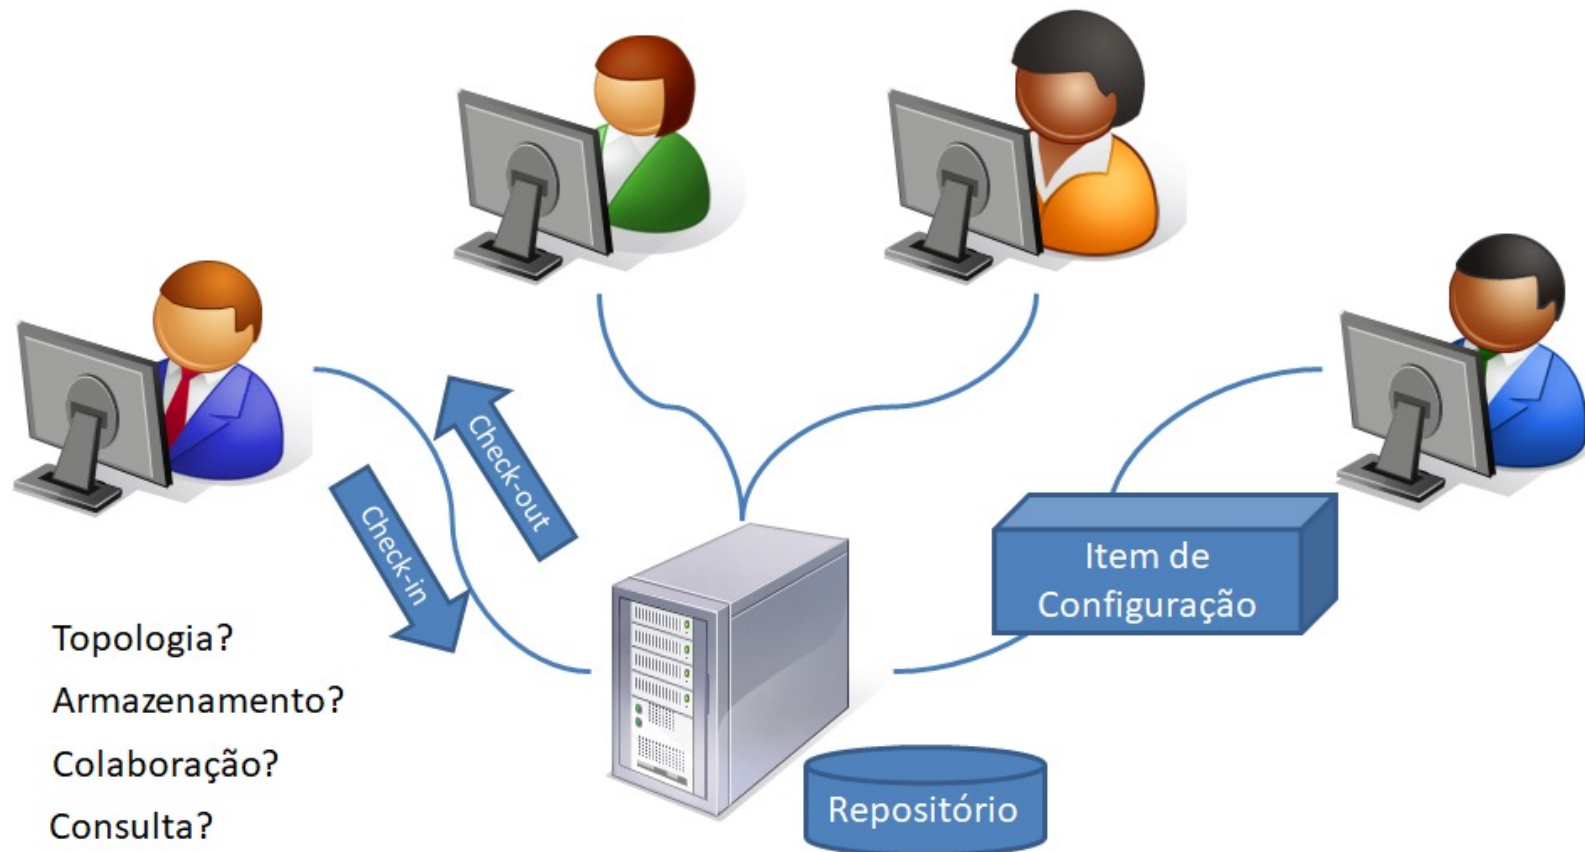 Check-out
Check-in
Item de
Configuração
Topologia?
Armazenamento?
Colaboração?
Consulta?
Repositório